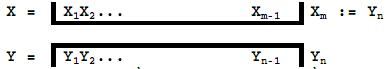 X = X₁X₂... Xₘ₋₁ Xₘ := Yₙ
Y = Y₁Y₂... Yₙ₋₁ Yₙ